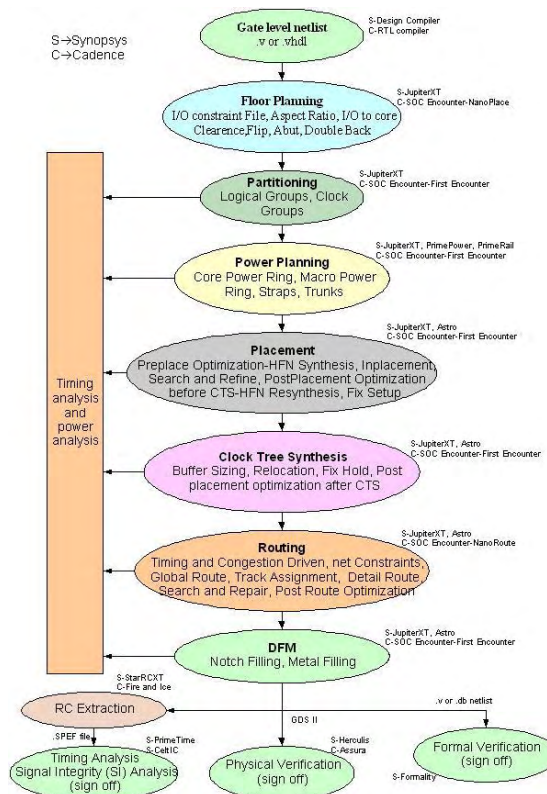 S→Synopsys
C→Cadence
Gate level netlist
.v or .vhdl
S-Design Compiler
C-RTL compiler
Floor Planning
I/O constraint File, Aspect Ratio, I/O to core
Clearence,Flip, Abut, Double Back
S-JupiterXT
C-SOC Encounter-NanoPlace
Partitioning
Logical Groups, Clock
Groups
S-JupiterXT
C-SOC Encounter-First Encounter
Power Planning
Core Power Ring, Macro Power
Ring, Straps, Trunks
S-JupiterXT, PrimePower, PrimeRail
C-SOC Encounter-First Encounter
Placement
Preplace Optimization-HFN Synthesis, Inplacement,
Search and Refine, PostPlacement Optimization
before CTS-HFN Resynthesis, Fix Setup
S-JupiterXT, Astro
C-SOC Encounter-First Encounter
Timing
analysis
and
power
analysis
Clock Tree Synthesis
Buffer Sizing, Relocation, Fix Hold, Post
placement optimization after CTS
S-JupiterXT, Astro
C-SOC Encounter-First Encounter
Routing
Timing and Congestion Driven, net Constraints,
Global Route, Track Assignment, Detail Route,
Search and Repair, Post Route Optimization
S-JupiterXT, Astro
C-SOC Encounter-NanoRoute
DFM
Notch Filling, Metal Filling
S-JupiterXT, Astro
C-SOC Encounter-First Encounter
S-StarRCXT
C-Fire and Ice
RC Extraction
GDS II
.v or .db netlist
.SPEF file
S-PrimeTime
S-CeltIC
Timing Analysis
Signal Integrity (SI) Analysis
(sign off)
S-Herculis
C-Assura
Physical Verification
(sign off)
Formal Verification
(sign off)
S-Formality